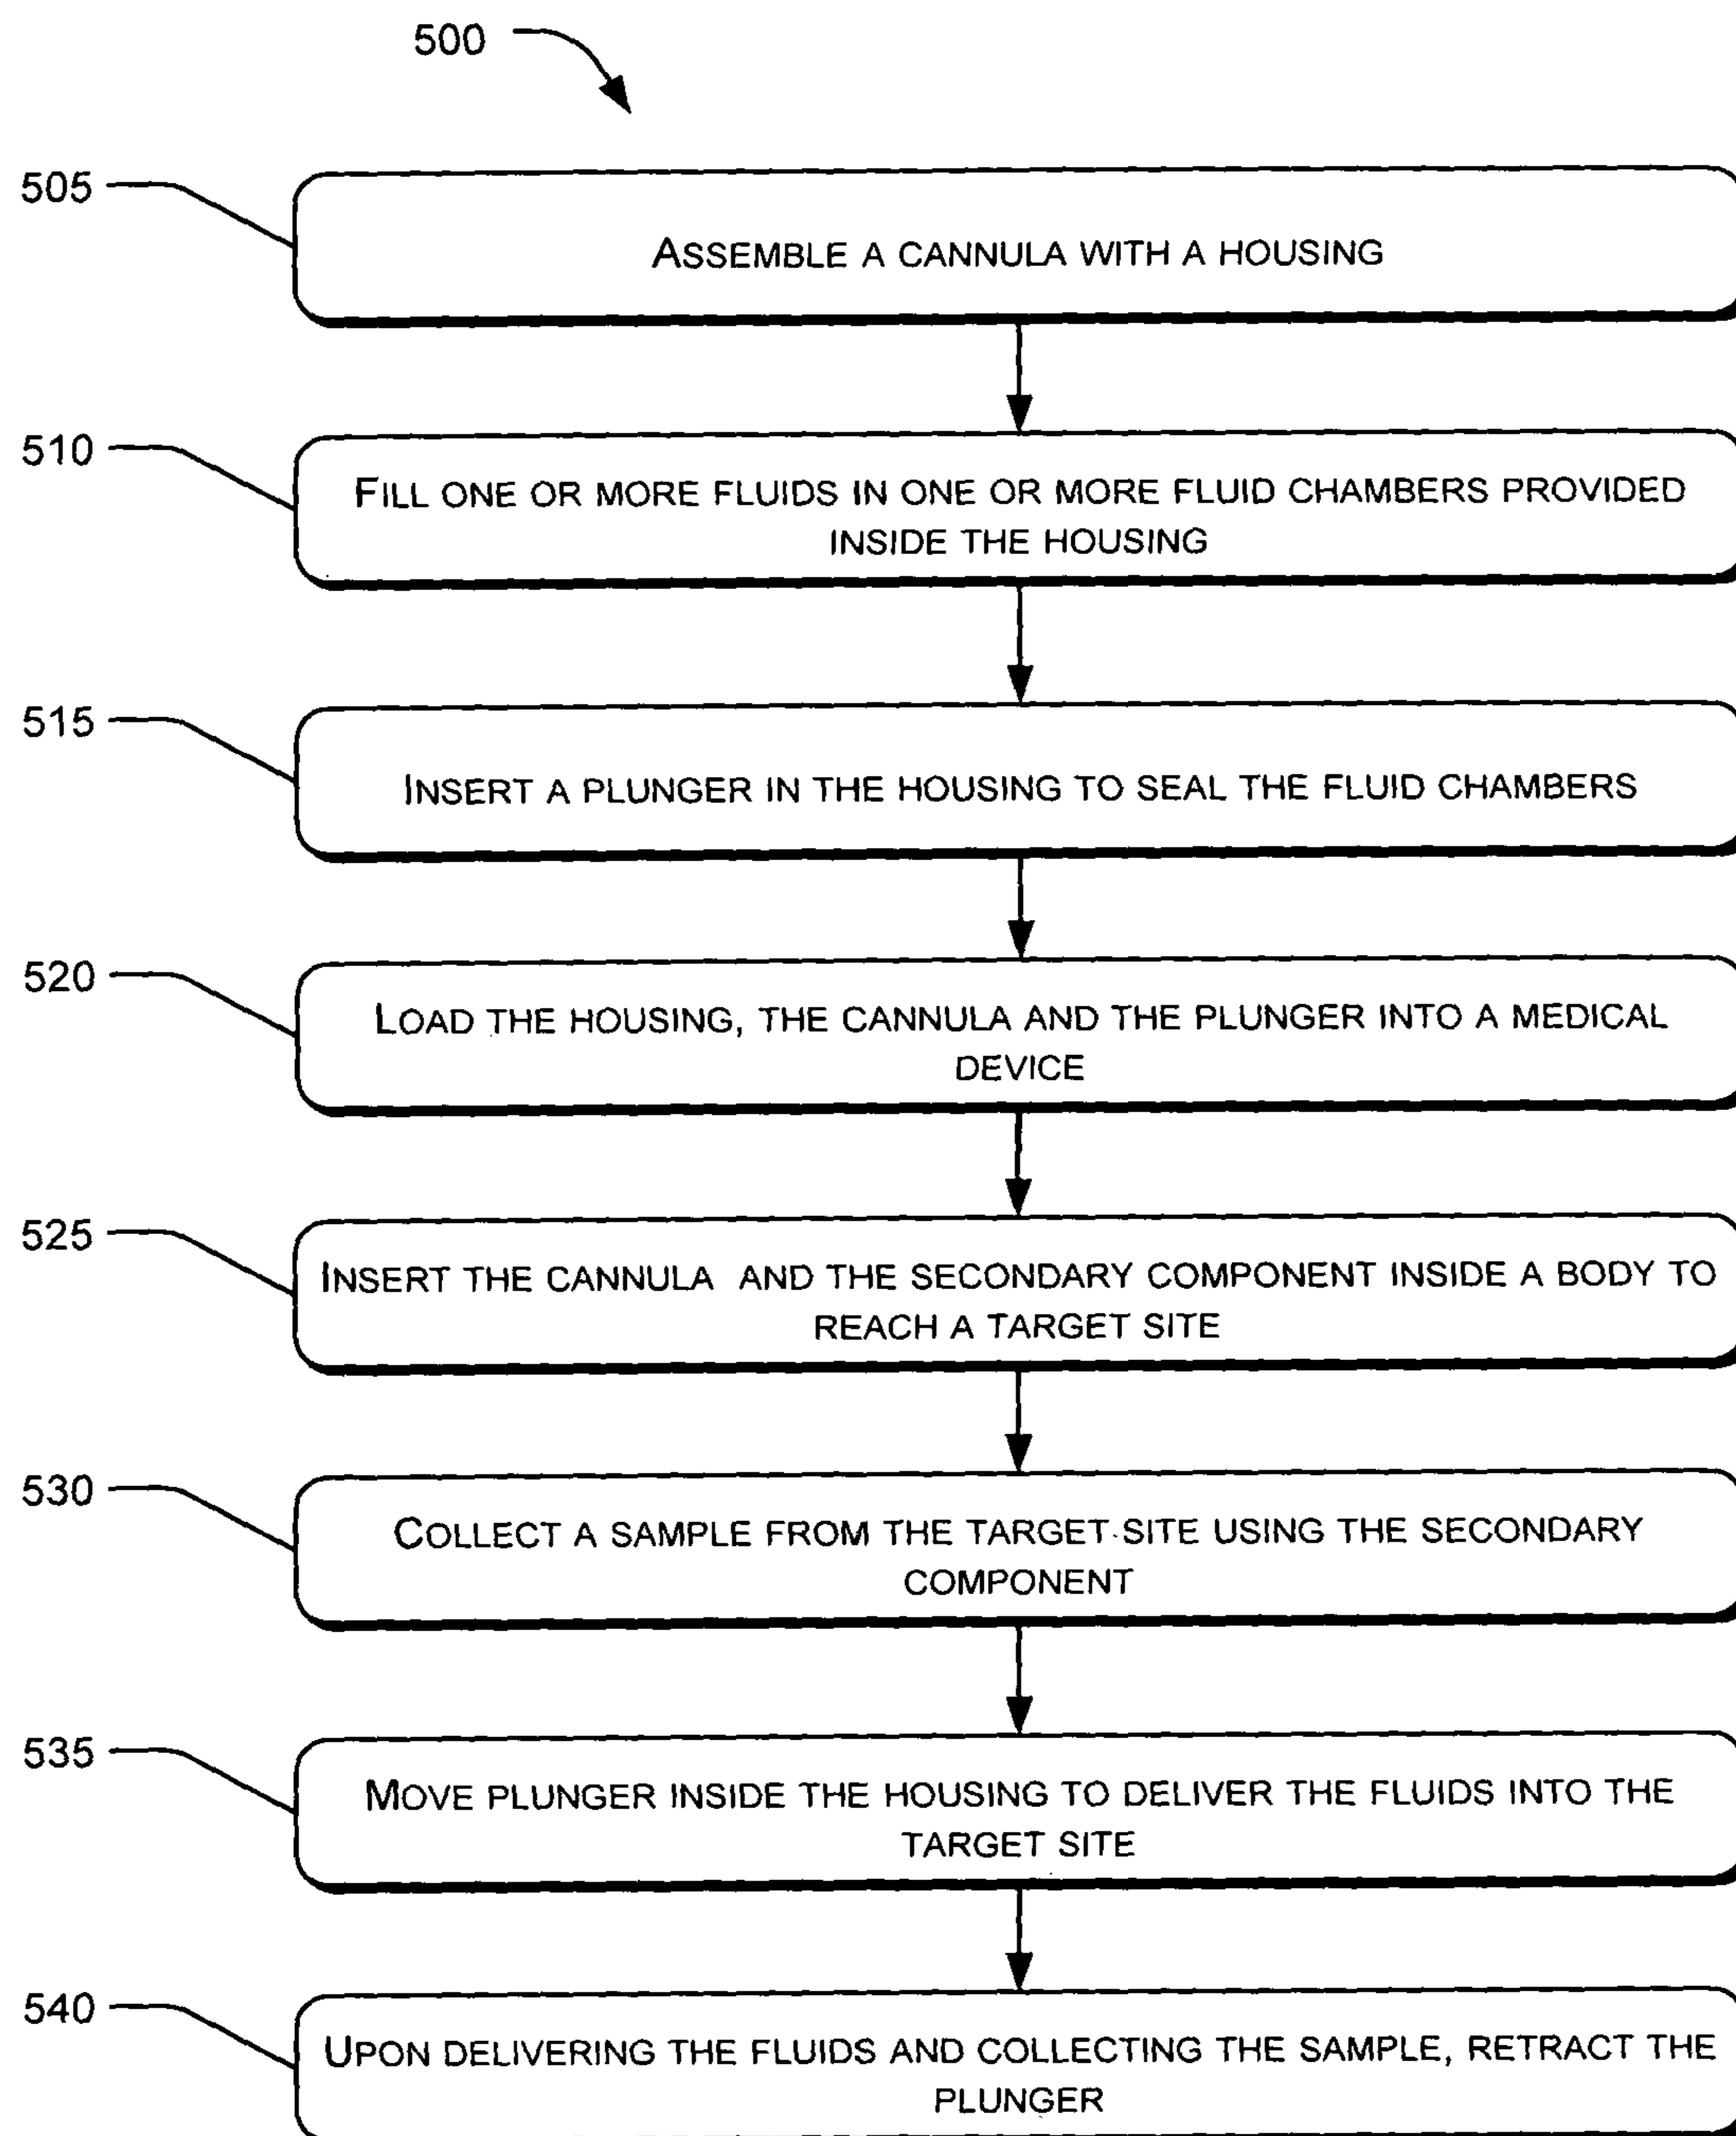 500
505
ASSEMBLE A CANNULA WITH A HOUSING
510
FILL ONE OR MORE FLUIDS IN ONE OR MORE FLUID CHAMBERS PROVIDED
INSIDE THE HOUSING
515
INSERT A PLUNGER IN THE HOUSING TO SEAL THE FLUID CHAMBERS
520
LOAD THE HOUSING, THE CANNULA AND THE PLUNGER INTO A MEDICAL
DEVICE
525
INSERT THE CANNULA AND THE SECONDARY COMPONENT INSIDE A BODY TO
REACH A TARGET SITE
530
COLLECT A SAMPLE FROM THE TARGET SITE USING THE SECONDARY
COMPONENT
535
MOVE PLUNGER INSIDE THE HOUSING TO DELIVER THE FLUIDS INTO THE
TARGET SITE
540
UPON DELIVERING THE FLUIDS AND COLLECTING THE SAMPLE, RETRACT THE
PLUNGER